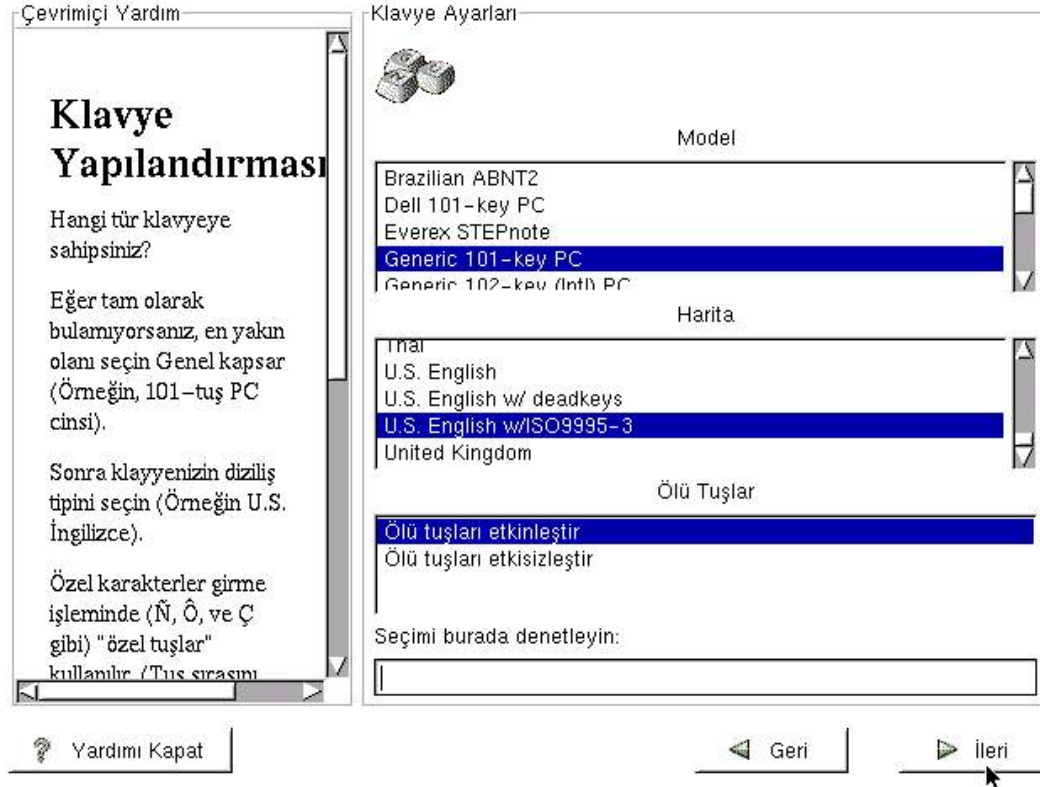 Çevrimiçi Yardım
Klavye
Yapılandırması
Hangi tür klavyeye
sahipsiniz?
Eğer tam olarak
bulamıyorsanız, en yakın
olanı seçin Genel kapsar
(Örneğin, 101-tuş PC
cinsi).
Sonra klayyenizin diziliş
tipini seçin (Örneğin U.S.
İngilizce).
Özel karakterler girme
işleminde (Ñ, Ô, ve Ç
gibi) "özel tuşlar"
kullanılır. (Tuş sırasını
Klavye Ayarları
Model
Brazilian ABNT2
Dell 101-key PC
Everex STEPnote
Generic 101-key PC
Generic 102-key (Intl) PC
Harita
Thai
U.S. English
U.S. English w/ deadkeys
U.S. English w/ISO9995-3
United Kingdom
Ölü Tuşlar
Ölü tuşları etkinleştir
Ölü tuşları etkisizleştir
Seçimi burada denetleyin:
? Yardımı Kapat
Geri
İleri